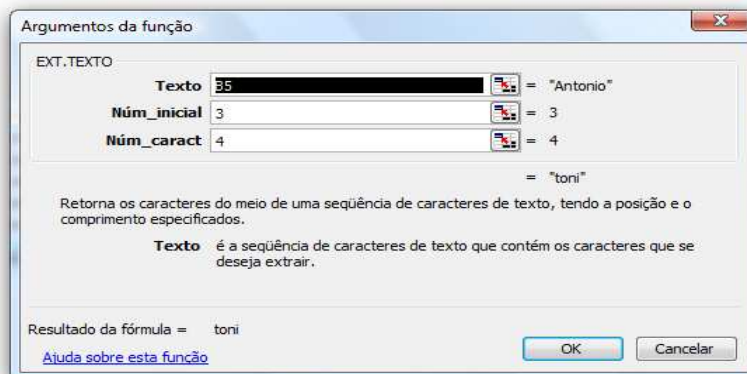 Argumentos da função
EXT.TEXTO
Texto B5 = "Antonio"
Núm_inicial 3 = 3
Núm_caract 4 = 4
= "toni"
Retorna os caracteres do meio de uma seqüência de caracteres de texto, tendo a posição e o
comprimento especificados.
Texto é a seqüência de caracteres de texto que contém os caracteres que se
deseja extrair.
Resultado da fórmula = toni
Ajuda sobre esta função
OK Cancelar